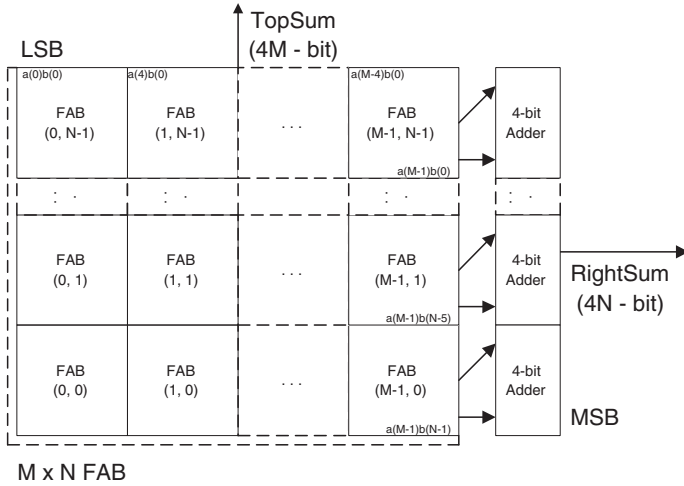 TopSum
(4M - bit)
LSB
a(0)b(0) a(4)b(0) a(M-4)b(0)
FAB FAB FAB 4-bit
(0, N-1) (1, N-1) . . . (M-1, N-1) Adder
a(M-1)b(0)
: . : . : . : .
FAB FAB FAB 4-bit
(0, 1) (1, 1) . . . (M-1, 1) Adder
RightSum
(4N - bit)
a(M-1)b(N-5)
FAB FAB FAB 4-bit
(0, 0) (1, 0) . . . (M-1, 0) Adder
MSB
a(M-1)b(N-1)
M x N FAB